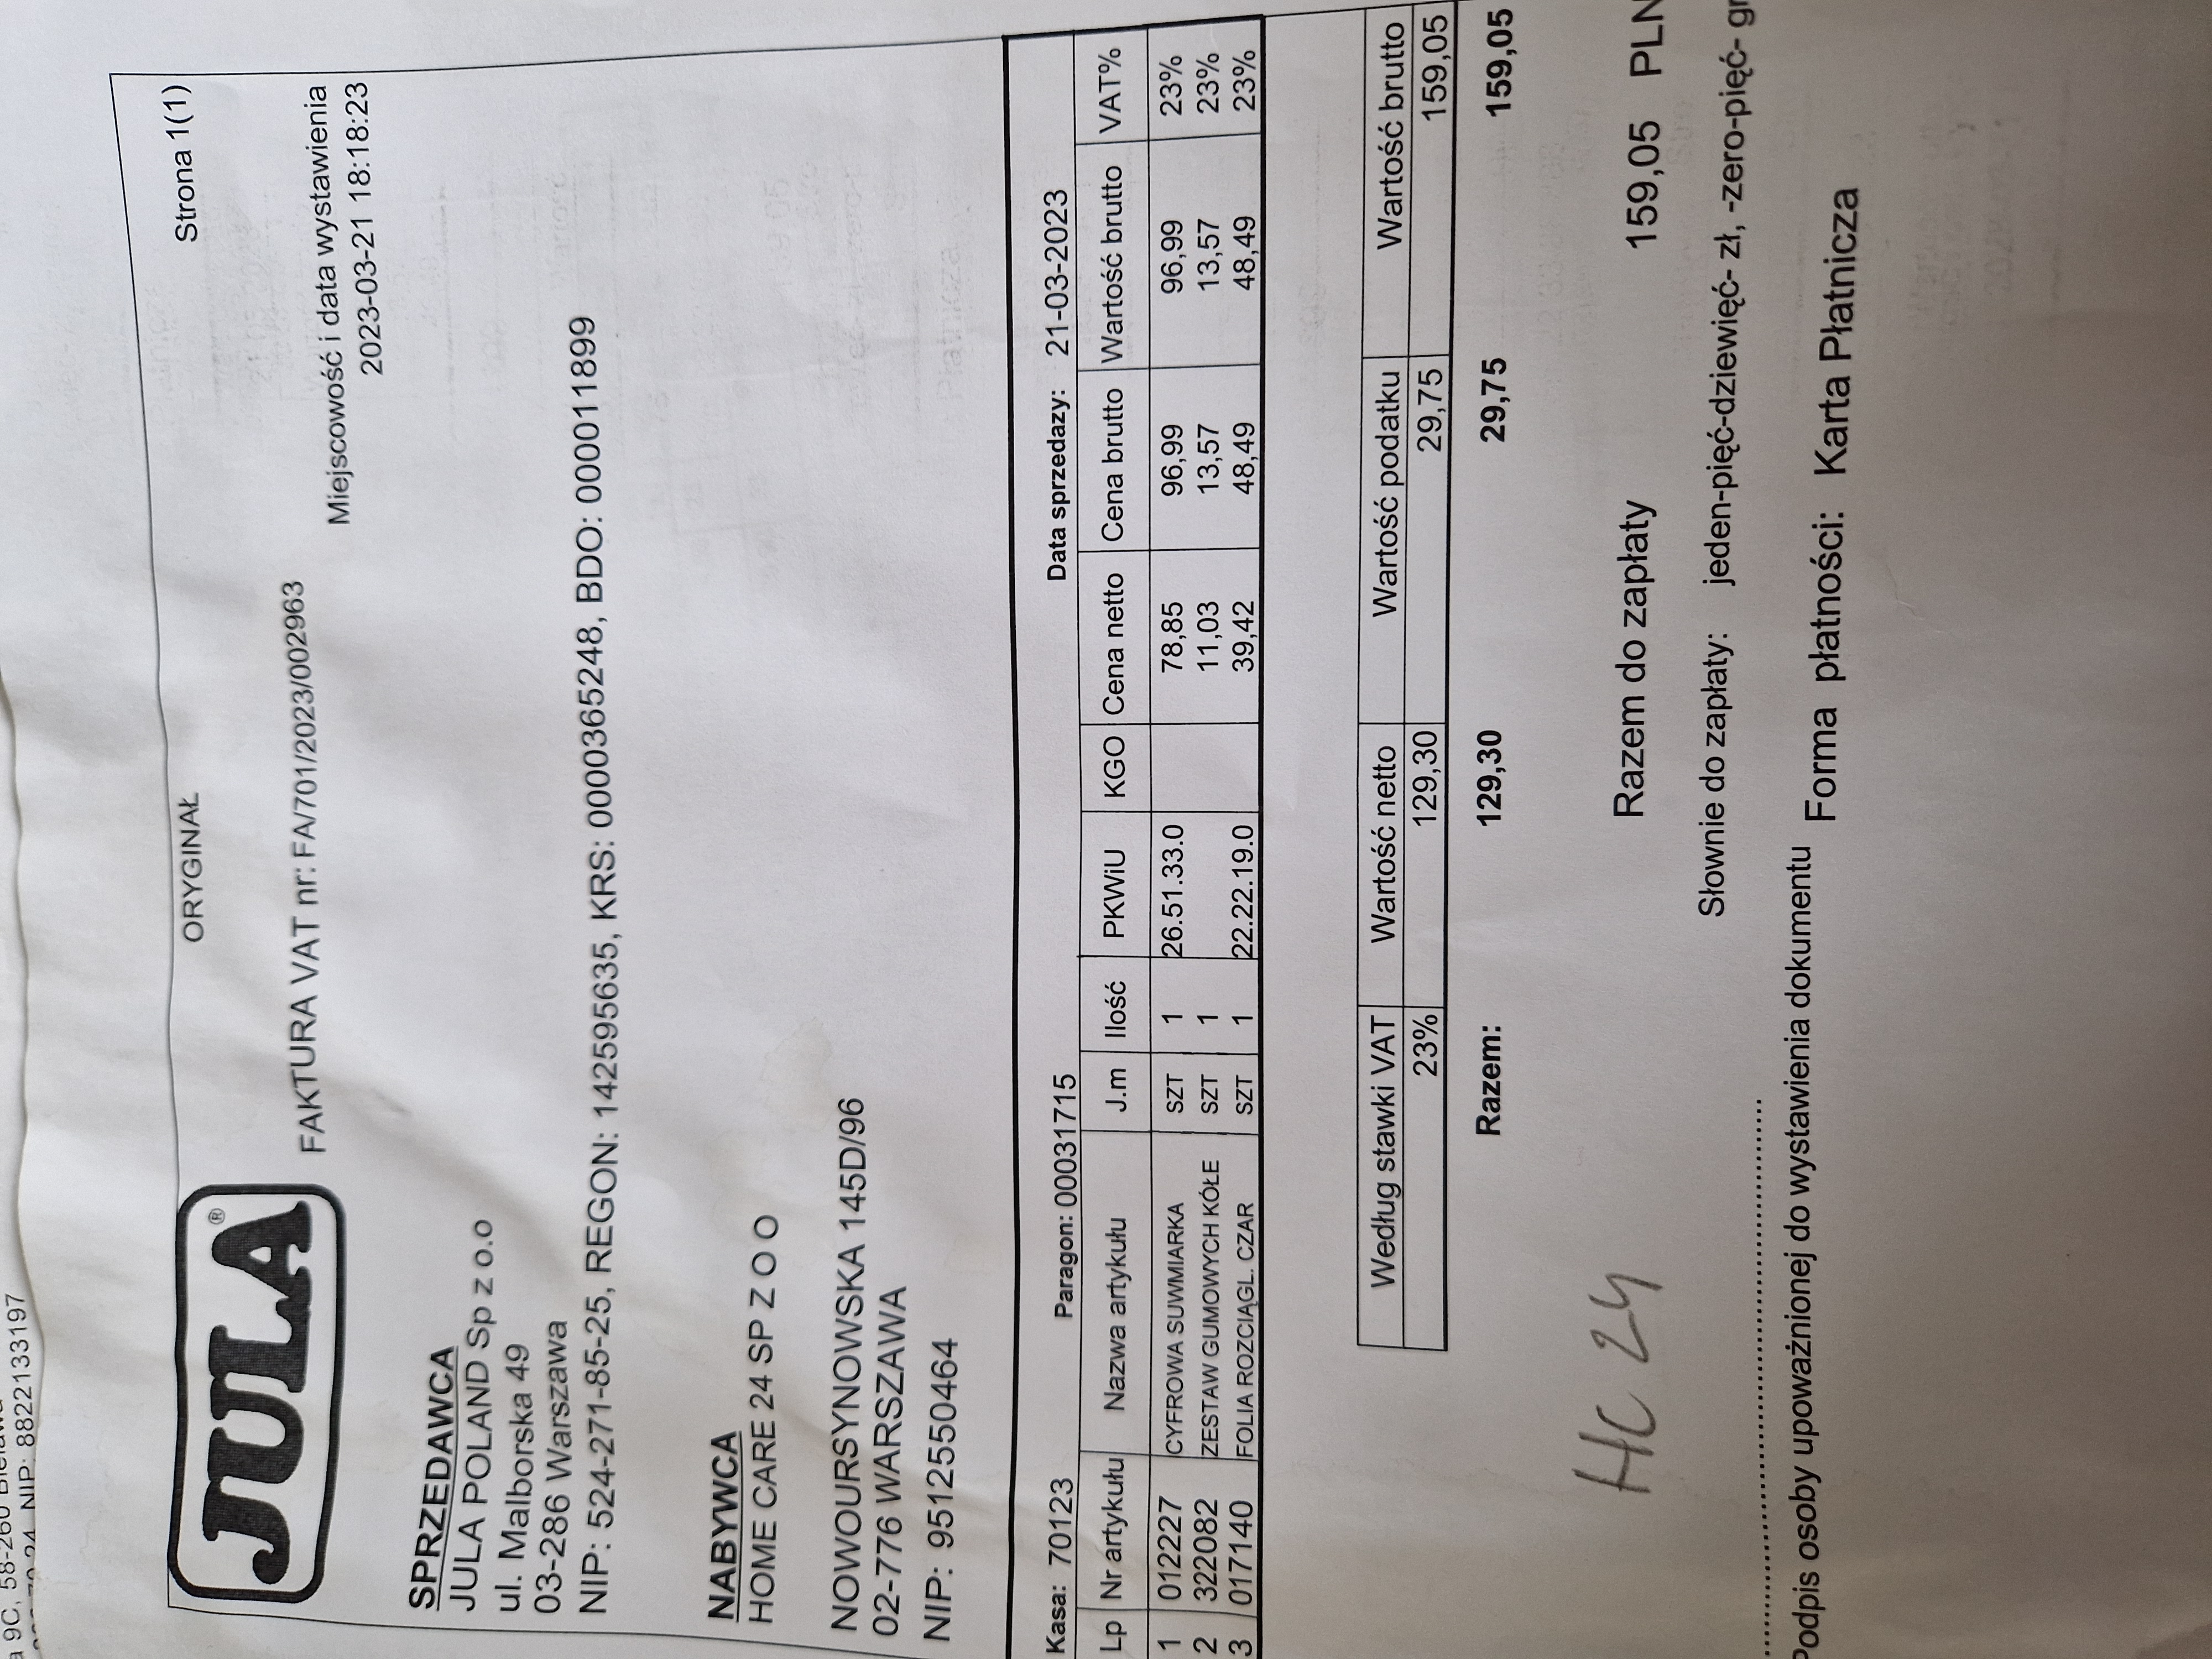 a 9C, 58-260
NIP: 8822133197
ORYGINAŁ
Strona 1(1)
JULA®
FAKTURA VAT nr: FA/701/2023/002963
Miejscowość i data wystawienia
2023-03-21 18:18:23
SPRZEDAWCA
JULA POLAND Sp z o.o
ul. Malborska 49
03-286 Warszawa
NIP: 524-271-85-25, REGON: 142595635, KRS: 0000365248, BDO: 000011899
NABYWCA
HOME CARE 24 SP Z O O
NOWOURSYNOWSKA 145D/96
02-776 WARSZAWA
NIP: 9512550464
Kasa: 70123 Paragon: 00031715 Data sprzedazy: 21-03-2023
Lp Nr artykułu Nazwa artykułu J.m Ilość PKWiU KGO Cena netto Cena brutto Wartość brutto VAT%
1 012227 CYFROWA SUWMIARKA SZT 1 26.51.33.0 78,85 96,99 96,99 23%
2 322082 ZESTAW GUMOWYCH KÓŁE SZT 1 11,03 13,57 13,57 23%
3 017140 FOLIA ROZCIĄGL. CZAR SZT 1 22.22.19.0 39,42 48,49 48,49 23%
Według stawki VAT Wartość netto Wartość podatku Wartość brutto
23% 129,30 29,75 159,05
Razem: 129,30 29,75 159,05
HC 24
Razem do zapłaty 159,05 PLN
Słownie do zapłaty: jeden-pięć-dziewięć- zł, -zero-pięć- gr
Podpis osoby upoważnionej do wystawienia dokumentu
Forma płatności: Karta Płatnicza